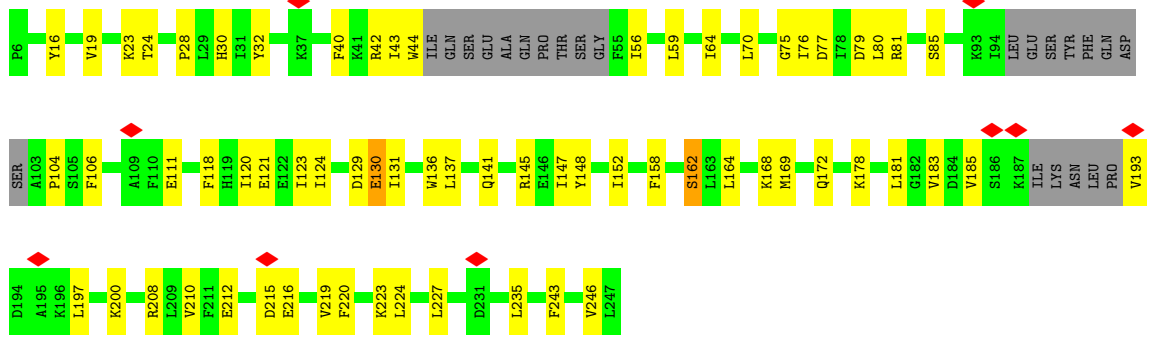 P6 Y16 V19 K23 T24 P28 L29 H30 I31 Y32 K37 F40 K41 R42 I43 W44 ILE GLN SER GLU ALA GLN PRO THR SER GLY F55 I56 L59 I64 L70 G75 I76 D77 I78 D79 L80 R81 S85 K93 I94 LEU GLU SER TYR PHE GLN ASP
SER A103 P104 S105 F106 A109 F110 E111 F118 H119 I120 E121 E122 I123 I124 D129 E130 I131 W136 L137 Q141 R145 E146 I147 Y148 I152 F158 S162 L163 L164 K168 M169 Q172 K178 L181 G182 V183 D184 V185 S186 K187 ILE LYS ASN LEU PRO V193
D194 A195 K196 L197 K200 R208 L209 V210 F211 E212 D215 E216 V219 F220 K223 L224 L227 D231 L235 F243 V246 L247